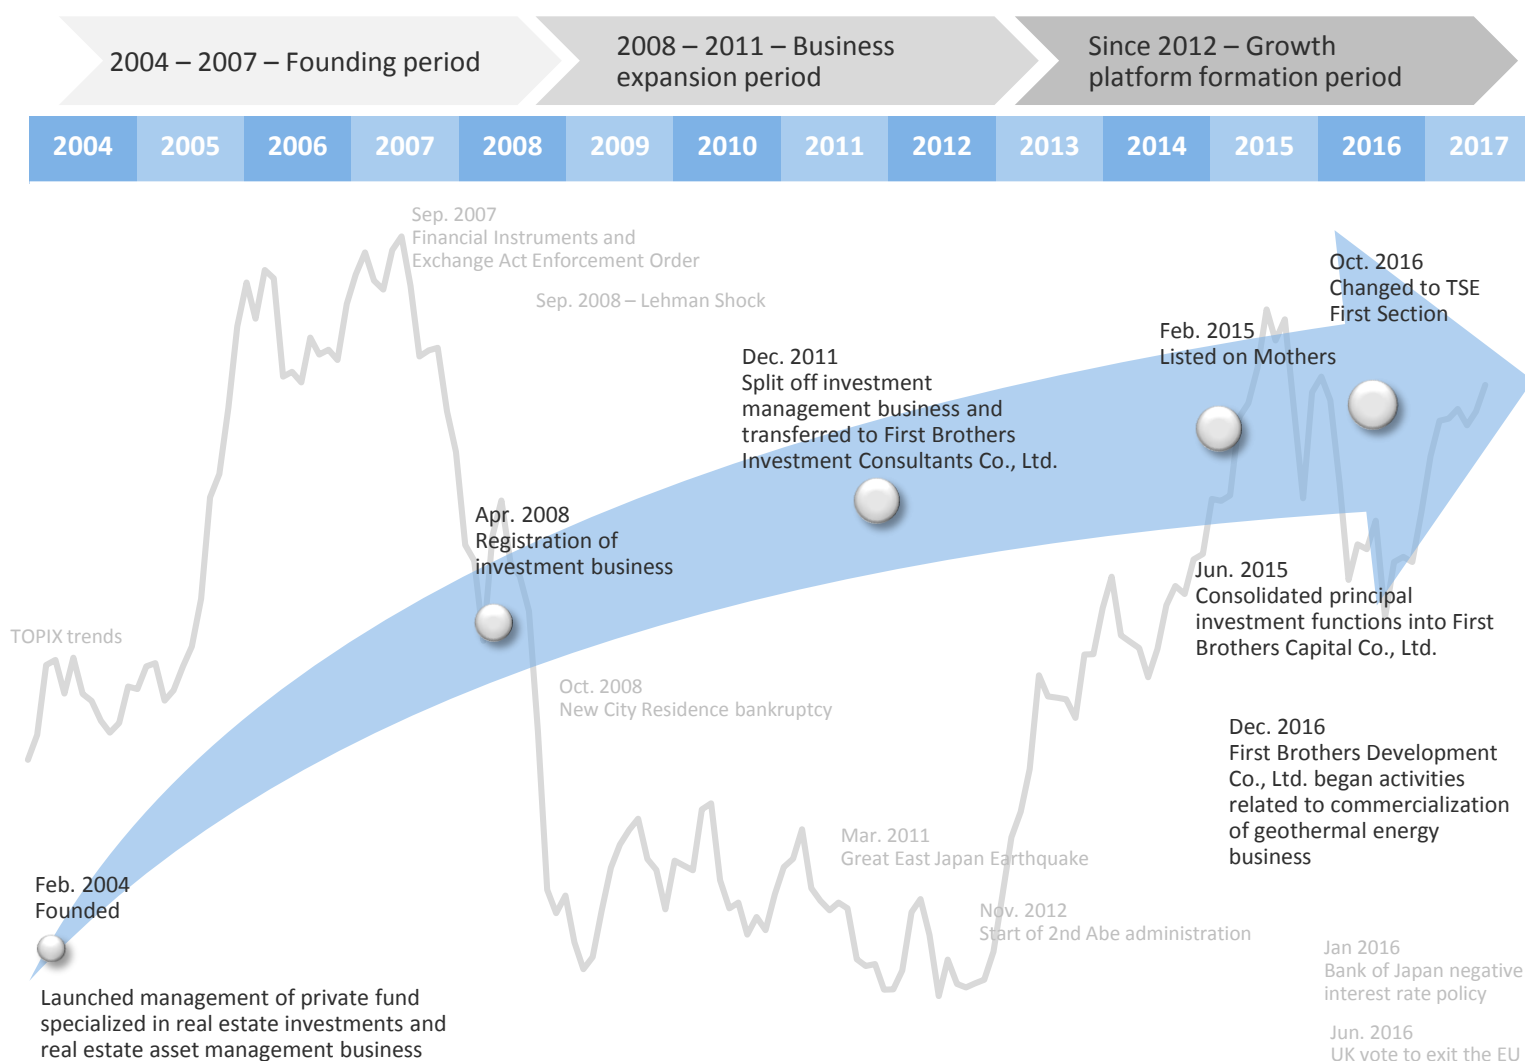 2004 – 2007 – Founding period
2008 – 2011 – Business
expansion period
Since 2012 – Growth
platform formation period
2004
2005
2006
2007
2008
2009
2010
2011
2012
2013
2014
2015
2016
2017
Sep. 2007
Financial Instruments and
Exchange Act Enforcement Order
Sep. 2008 – Lehman Shock
Oct. 2016
Changed to TSE
First Section
Feb. 2015
Listed on Mothers
Dec. 2011
Split off investment
management business and
transferred to First Brothers
Investment Consultants Co., Ltd.
Apr. 2008
Registration of
investment business
Jun. 2015
Consolidated principal
investment functions into First
Brothers Capital Co., Ltd.
TOPIX trends
Oct. 2008
New City Residence bankruptcy
Dec. 2016
First Brothers Development
Co., Ltd. began activities
related to commercialization
of geothermal energy
business
Mar. 2011
Great East Japan Earthquake
Feb. 2004
Founded
Nov. 2012
Start of 2nd Abe administration
Jan 2016
Bank of Japan negative
interest rate policy
Launched management of private fund
specialized in real estate investments and
real estate asset management business
Jun. 2016
UK vote to exit the EU